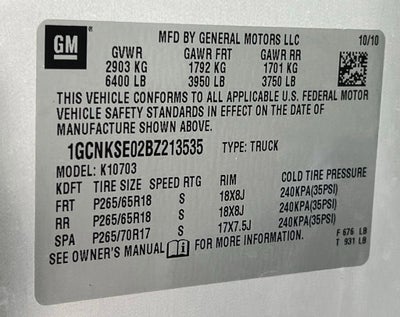 GM
MFD BY GENERAL MOTORS LLC 10/10
GVWR GAWR FRT GAWR RR
2903 KG 1792 KG 1701 KG
6400 LB 3950 LB 3750 LB
THIS VEHICLE CONFORMS TO ALL APPLICABLE U.S. FEDERAL MOTOR
VEHICLE SAFETY STANDARDS IN EFFECT ON THE DATE OF
MANUFACTURE SHOWN ABOVE.
1GCNKSE02BZ213535 TYPE: TRUCK
MODEL: K10703
KDFT TIRE SIZE SPEED RTG RIM COLD TIRE PRESSURE
FRT P265/65R18 S 18X8J 240KPA(35PSI)
RR P265/65R18 S 18X8J 240KPA(35PSI)
SPA P265/70R17 S 17X7.5J 240KPA(35PSI)
SEE OWNER'S MANUAL FOR MORE INFORMATION.
F 676 LB
T 931 LB